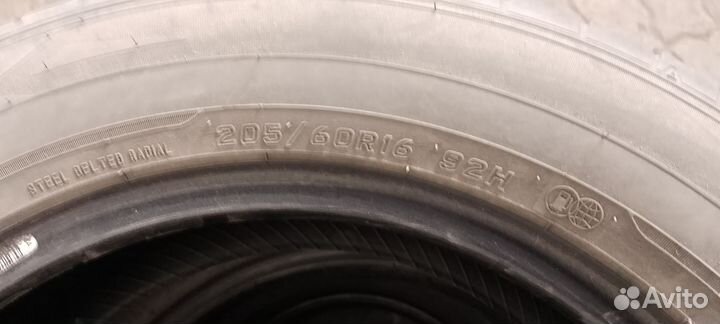 STEEL BELTED RADIAL
205/60R16 92H
Avito